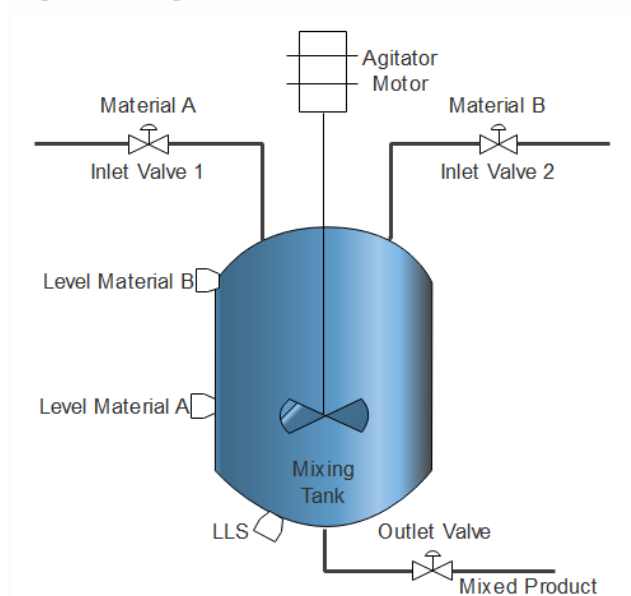 Agitator
Motor
Material A
Material B
Inlet Valve 1
Inlet Valve 2
Level Material B
Level Material A
Mixing
Tank
LLS
Outlet Valve
Mixed Product